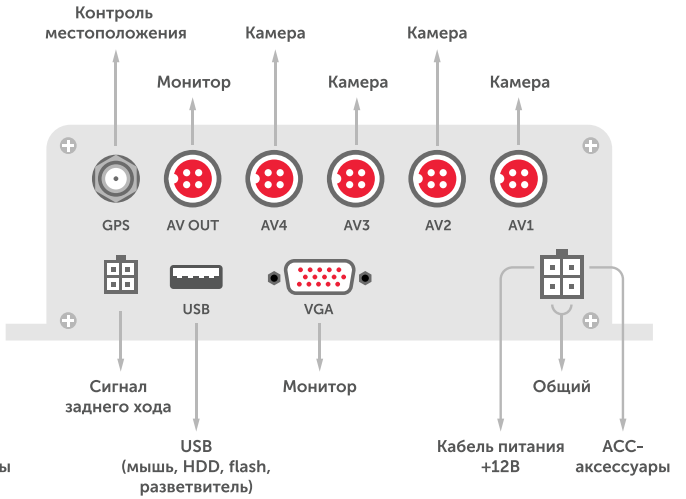 Контроль
местоположения
Камера
Камера
Монитор
Камера
Камера
GPS
AV OUT
AV4
AV3
AV2
AV1
USB
VGA
Сигнал
заднего хода
Монитор
Общий
USB
(мышь, HDD, flash,
разветвитель)
Кабель питания
+12В
ACC-
аксессуары
ы